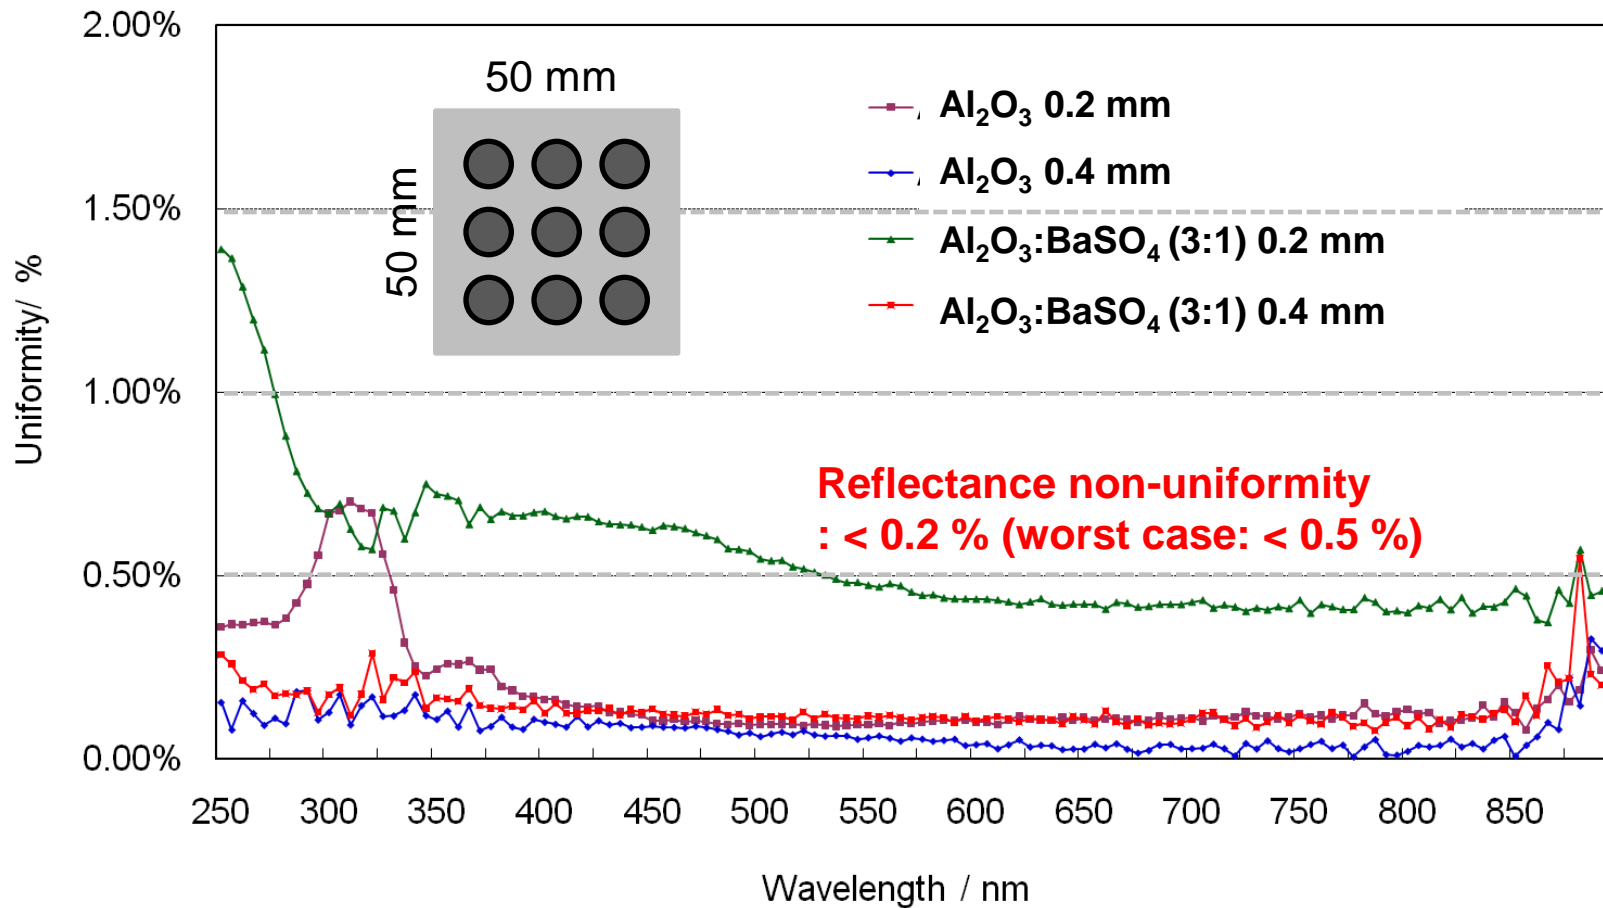 2.00%
1.50%
1.00%
0.50%
0.00%
Uniformity/ %
50 mm
50 mm
Al₂O₃ 0.2 mm
Al₂O₃ 0.4 mm
Al₂O₃:BaSO₄ (3:1) 0.2 mm
Al₂O₃:BaSO₄ (3:1) 0.4 mm
Reflectance non-uniformity
: < 0.2 % (worst case: < 0.5 %)
250 300 350 400 450 500 550 600 650 700 750 800 850
Wavelength / nm